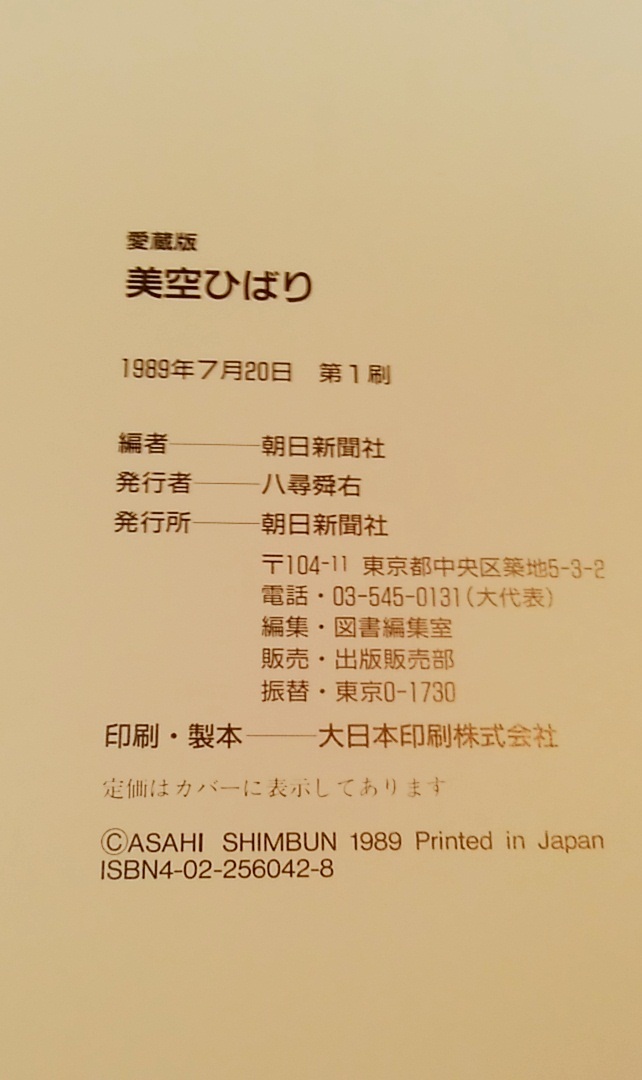 愛蔵版
美空ひばり
1989年7月20日　第1刷
編者――――朝日新聞社
発行者―――八尋舜右
発行所―――朝日新聞社
〒104-11 東京都中央区築地5-3-2
電話・03-545-0131(大代表)
編集・図書編集室
販売・出版販売部
振替・東京0-1730
印刷・製本―――大日本印刷株式会社
定価はカバーに表示してあります
©ASAHI SHIMBUN 1989 Printed in Japan
ISBN4-02-256042-8